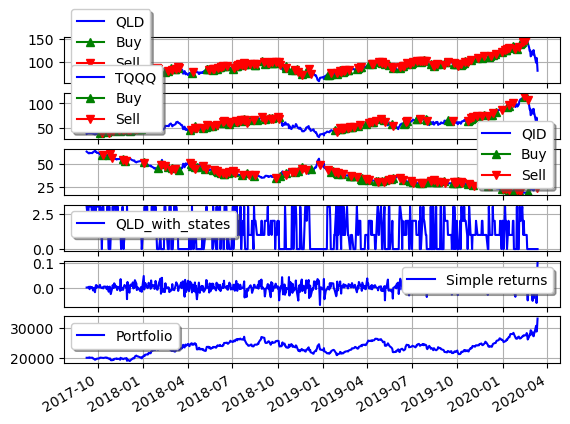 QLD
Buy
Sell
150
100
TQQQ
Buy
Sell
100
50
QID
Buy
Sell
50
25
QLD_with_states
2.5
0.0
Simple returns
0.1
0.0
Portfolio
30000
20000
2017-10 2018-01 2018-04 2018-07 2018-10 2019-01 2019-04 2019-07 2019-10 2020-01 2020-04